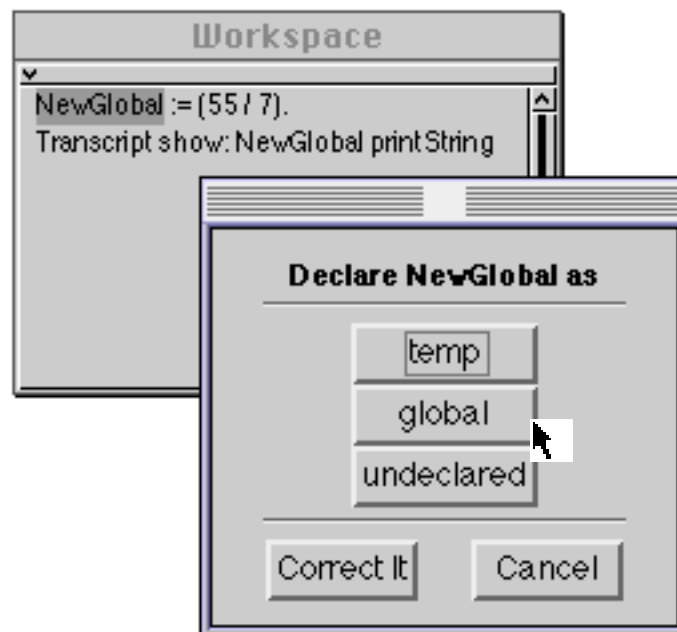 Workspace
NewGlobal := (55 / 7).
Transcript show: NewGlobal printString
Declare NewGlobal as
temp
global
undeclared
Correct It
Cancel